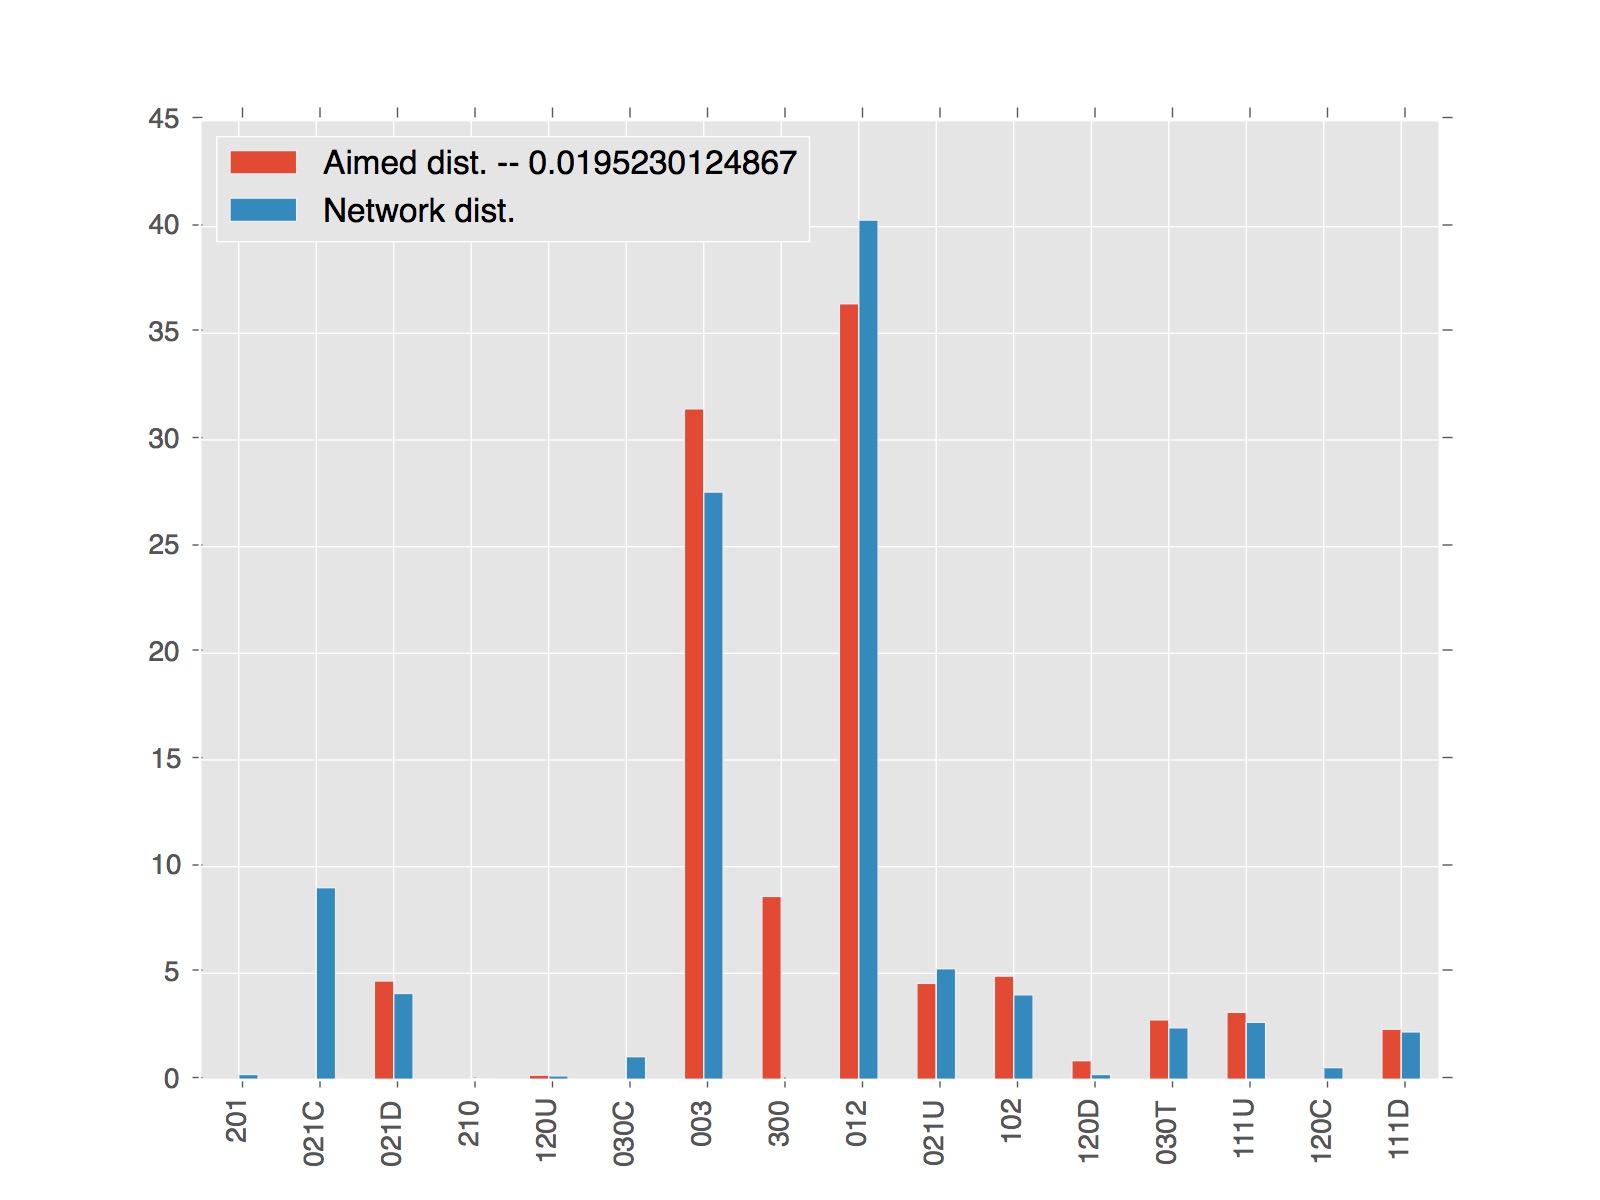 45
40
35
30
25
20
15
10
5
0
Aimed dist. -- 0.0195230124867
Network dist.
201
021C
021D
210
120U
030C
003
300
012
021U
102
120D
030T
111U
120C
111D